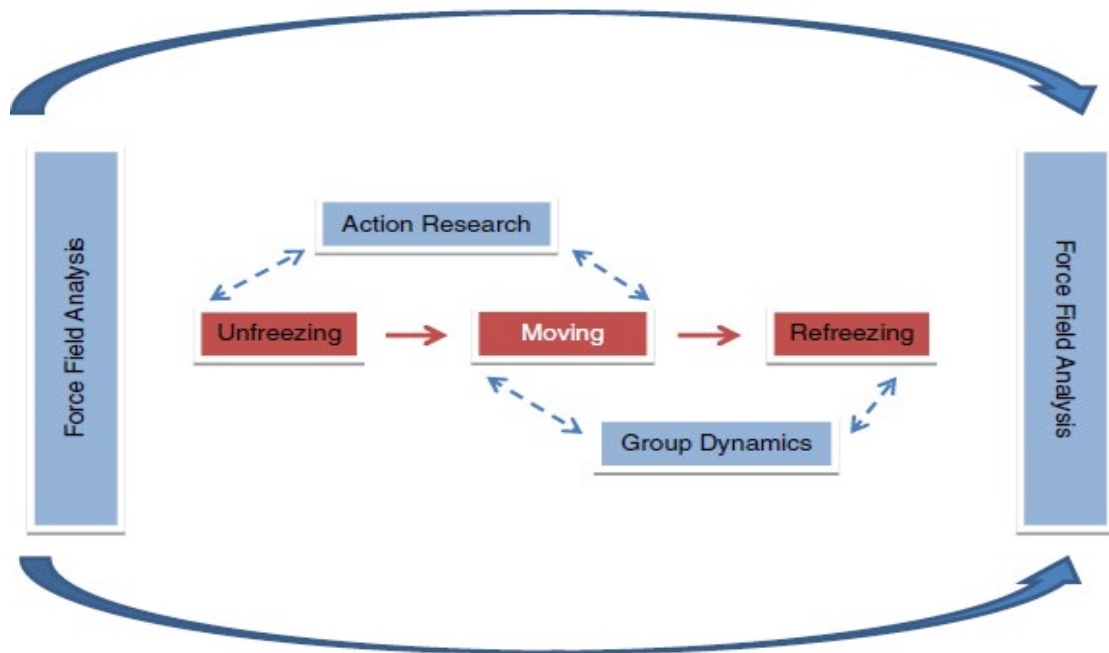 Force Field Analysis
Action Research
Unfreezing
Moving
Refreezing
Group Dynamics
Force Field Analysis